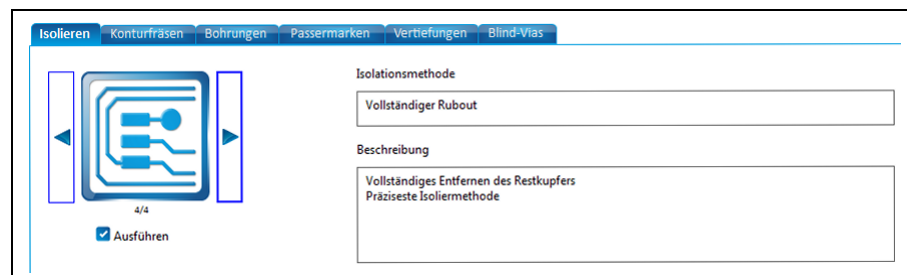 Isolieren Konturfräsen Bohrungen Passermarken Vertiefungen Blind-Vias
Isolationsmethode
Vollständiger Rubout
Beschreibung
Vollständiges Entfernen des Restkupfers
Präziseste Isoliermethode
4/4
Ausführen